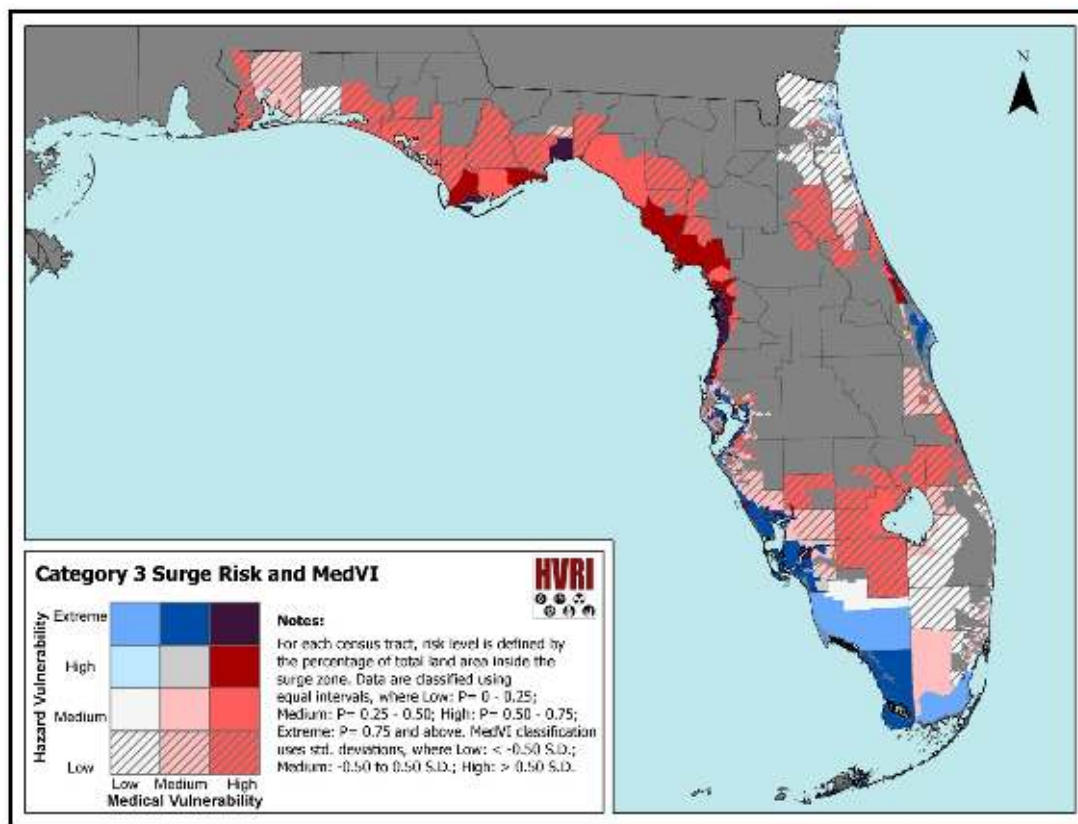 N
Category 3 Surge Risk and MedVI
HVRI
Hazard Vulnerability
Extreme
High
Medium
Low
Low Medium High
Medical Vulnerability
Notes:
For each census tract, risk level is defined by
the percentage of total land area inside the
surge zone. Data are classified using
equal intervals, where Low: P= 0 - 0.25;
Medium: P= 0.25 - 0.50; High: P= 0.50 - 0.75;
Extreme: P= 0.75 and above. MedVI classification
uses std. deviations, where Low: < -0.50 S.D.;
Medium: -0.50 to 0.50 S.D.; High: > 0.50 S.D.